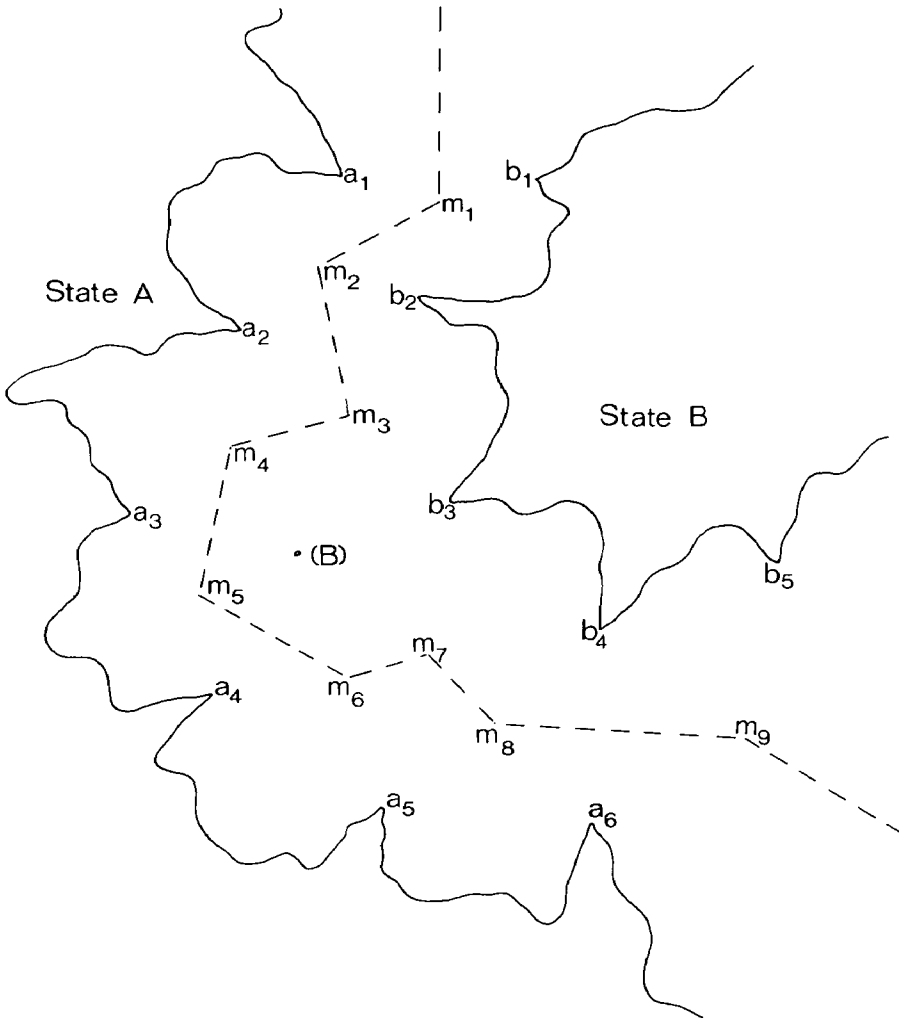 a₁
b₁
m₁
m₂
State A
b₂
a₂
m₃
State B
m₄
b₃
a₃
(B)
b₅
m₅
b₄
m₇
m₆
a₄
m₉
m₈
a₅
a₆